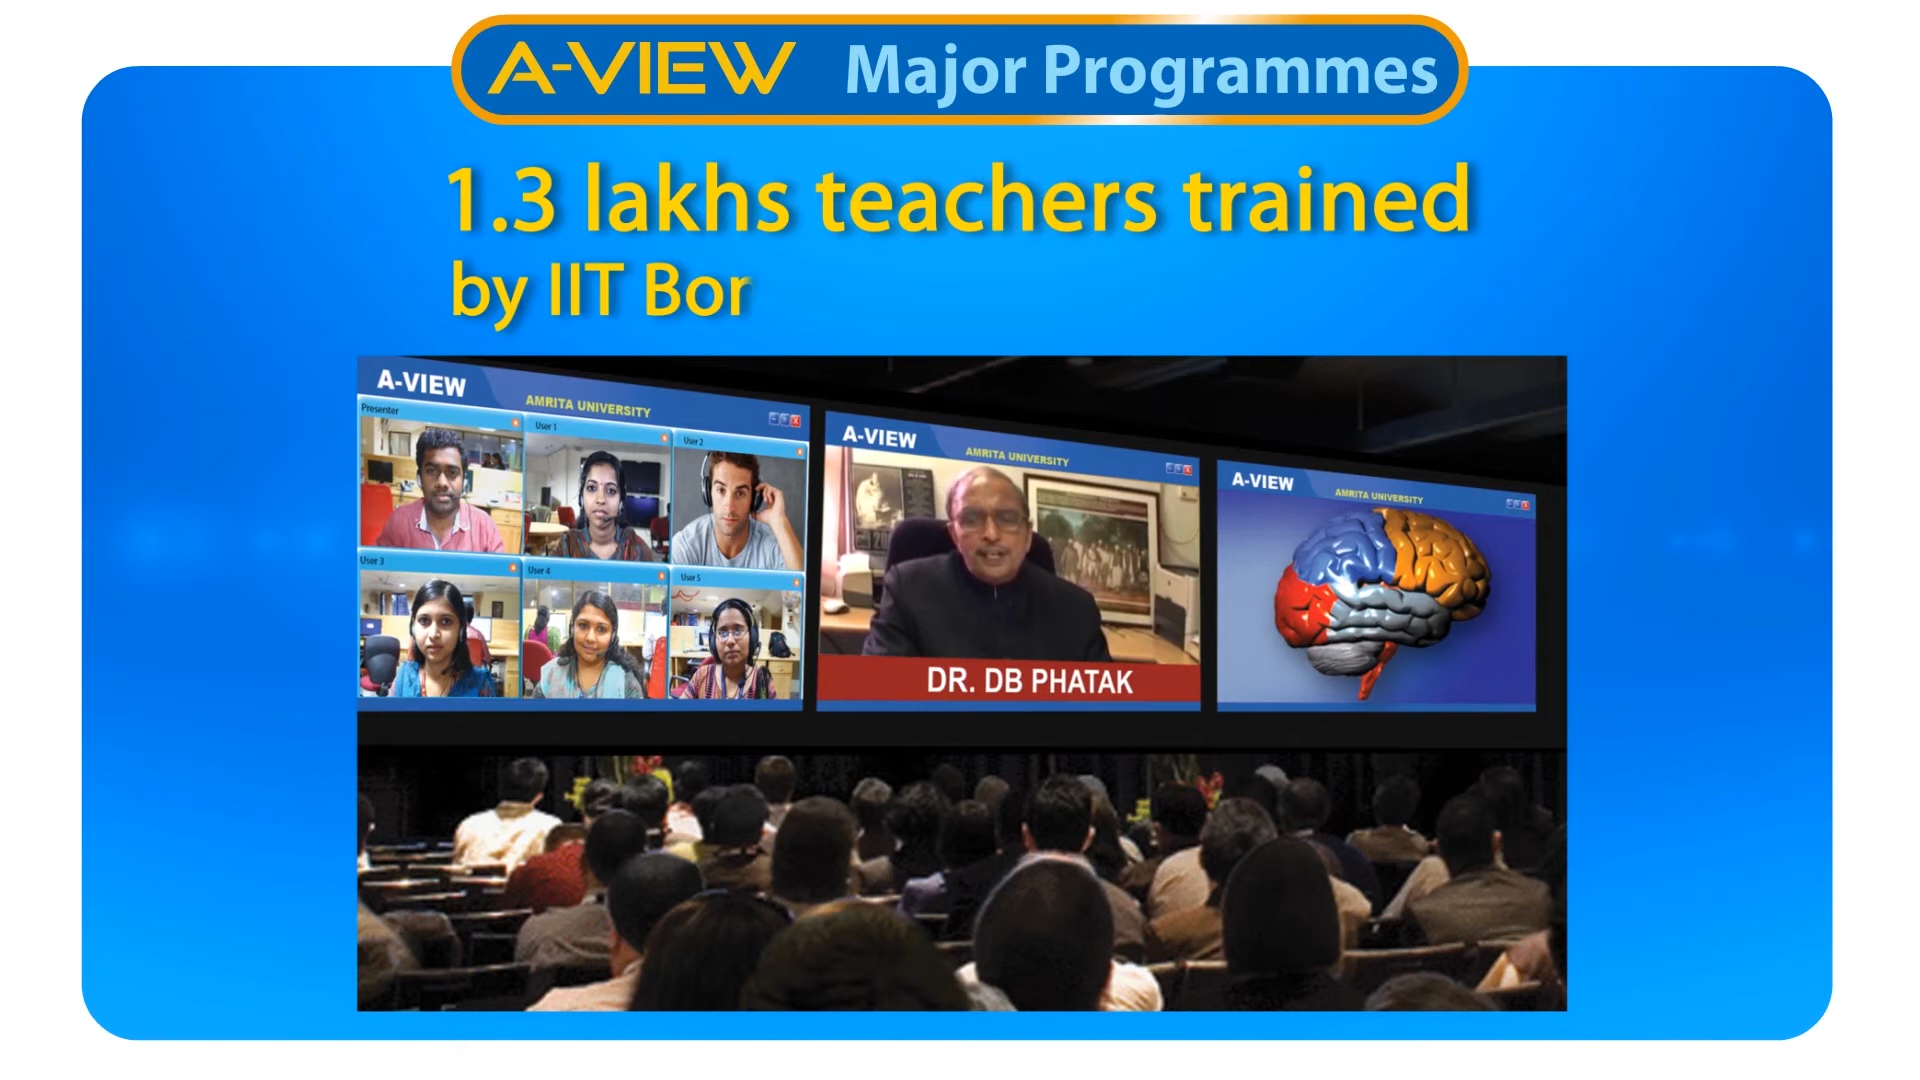 A-VIEW Major Programmes
1.3 lakhs teachers trained
by IIT Bor
A-VIEW
AMRITA UNIVERSITY
Presenter
User 1
User 2
User 3
User 4
User 5
A-VIEW
AMRITA UNIVERSITY
DR. DB PHATAK
A-VIEW
AMRITA UNIVERSITY